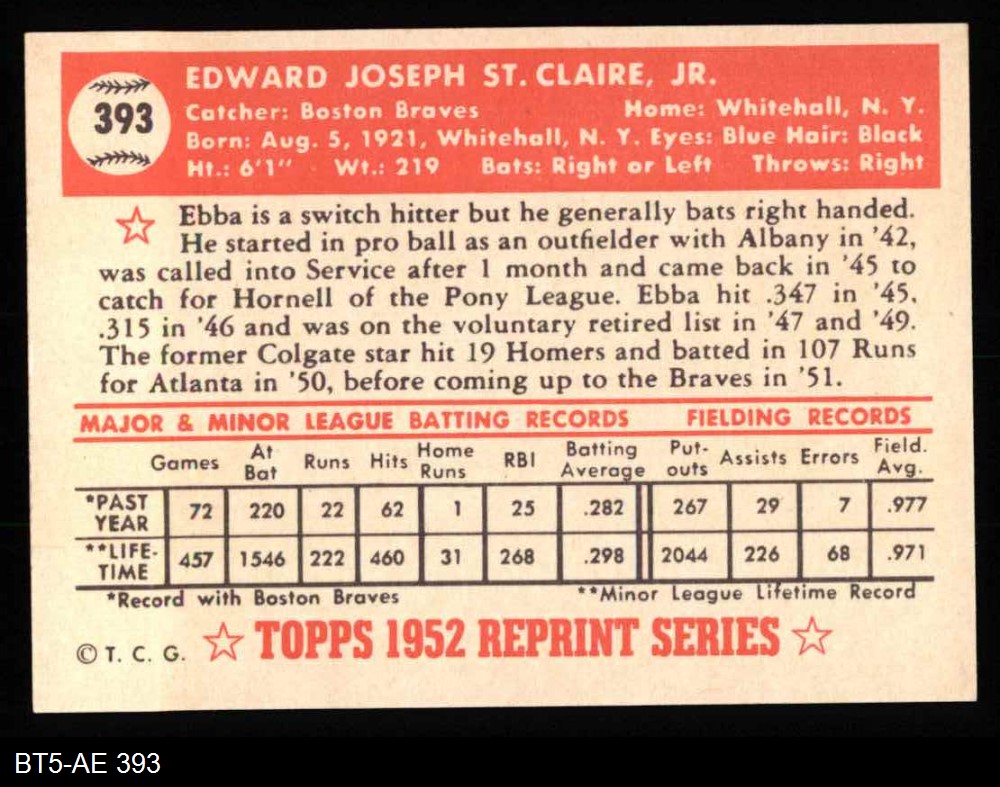 393
EDWARD JOSEPH ST. CLAIRE, JR.
Catcher: Boston Braves Home: Whitehall, N. Y.
Born: Aug. 5, 1921, Whitehall, N. Y. Eyes: Blue Hair: Black
Ht.: 6'1" Wt.: 219 Bats: Right or Left Throws: Right
Ebba is a switch hitter but he generally bats right handed.
He started in pro ball as an outfielder with Albany in '42,
was called into Service after 1 month and came back in '45 to
catch for Hornell of the Pony League. Ebba hit .347 in '45,
.315 in '46 and was on the voluntary retired list in '47 and '49.
The former Colgate star hit 19 Homers and batted in 107 Runs
for Atlanta in '50, before coming up to the Braves in '51.
MAJOR & MINOR LEAGUE BATTING RECORDS FIELDING RECORDS
Games At Bat Runs Hits Home Runs RBI Batting Average Put-outs Assists Errors Field. Avg.
*PAST YEAR 72 220 22 62 1 25 .282 267 29 7 .977
**LIFE-TIME 457 1546 222 460 31 268 .298 2044 226 68 .971
*Record with Boston Braves **Minor League Lifetime Record
© T. C. G. ☆ TOPPS 1952 REPRINT SERIES ☆
BT5-AE 393